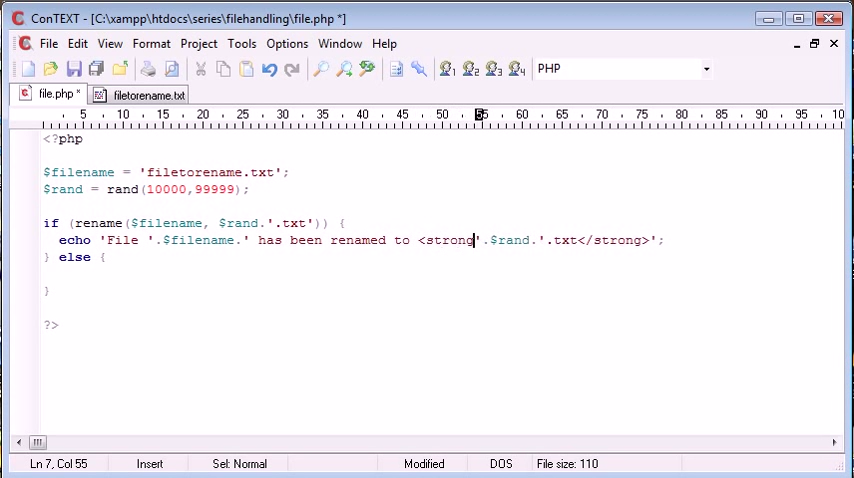 ConTEXT - [C:\xampp\htdocs\series\filehandling\file.php *]
File Edit View Format Project Tools Options Window Help
1 2 3 4 PHP
file.php * filetorename.txt
5 10 15 20 25 30 35 40 45 50 55 60 65 70 75 80 85 90 95 10
<?php
$filename = 'filetorename.txt';
$rand = rand(10000,99999);
if (rename($filename, $rand.'.txt')) {
echo 'File '.$filename.' has been renamed to <strong'.$rand.'.txt</strong>';
} else {
}
?>
Ln 7, Col 55 Insert Sel: Normal Modified DOS File size: 110